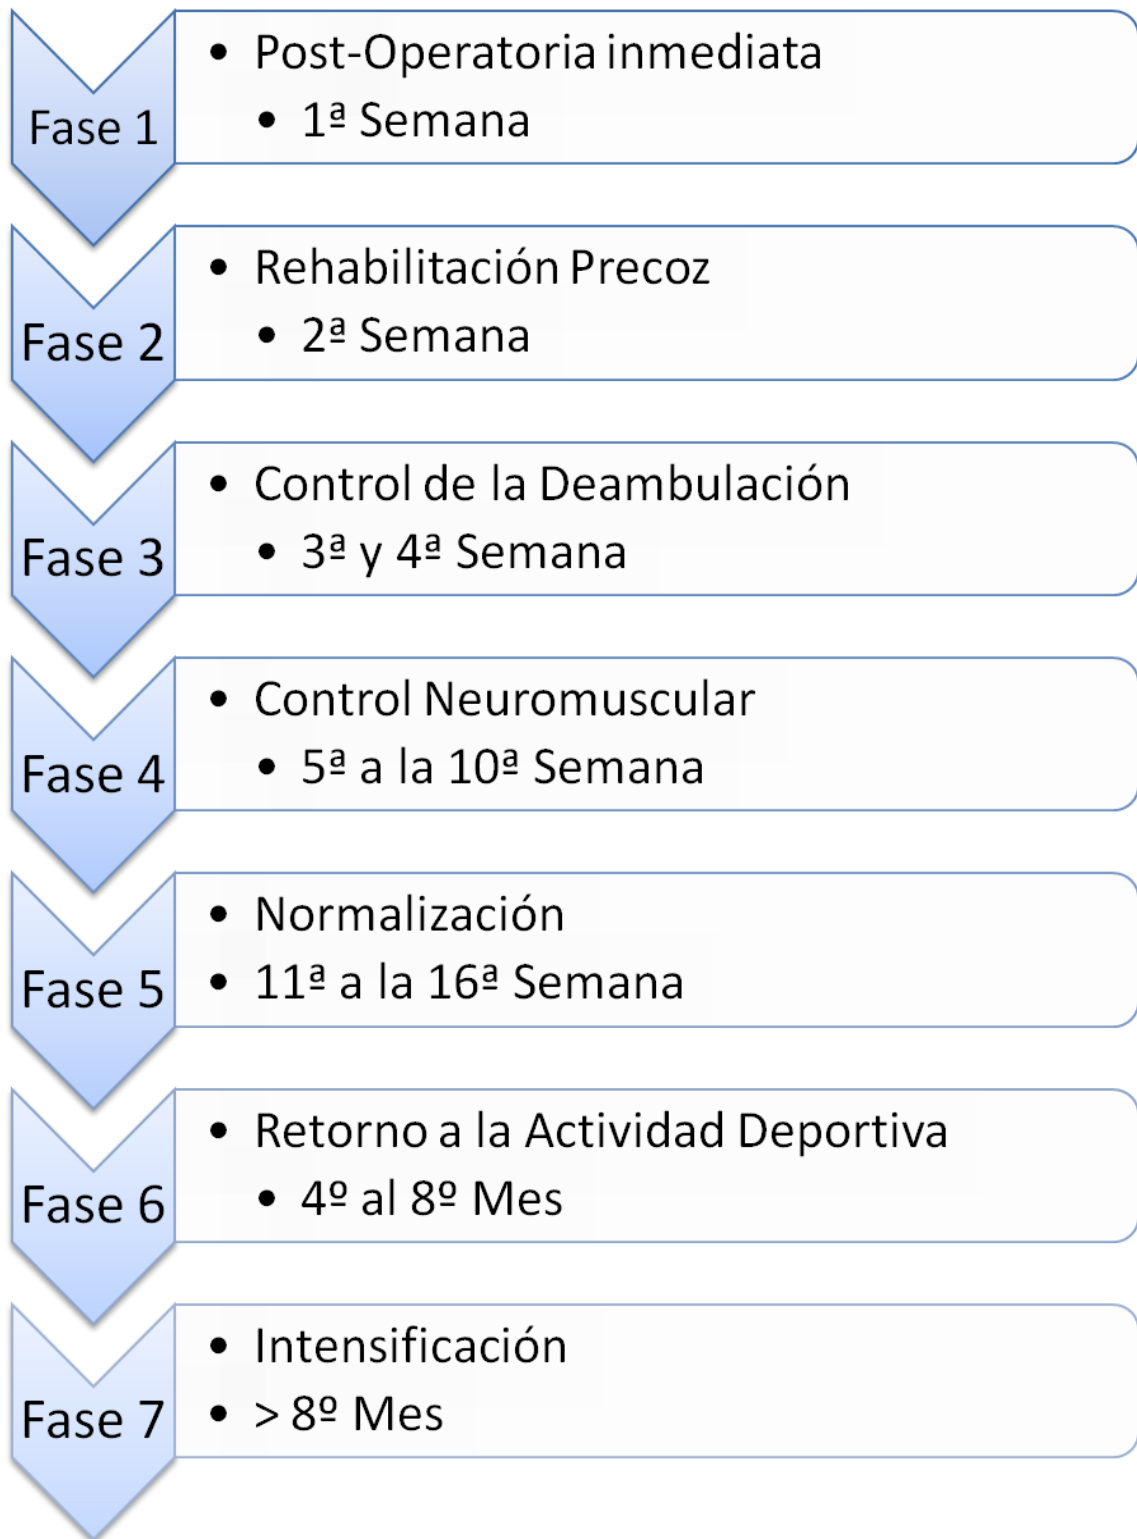 Fase 1
• Post-Operatoria inmediata
• 1ª Semana
Fase 2
• Rehabilitación Precoz
• 2ª Semana
Fase 3
• Control de la Deambulación
• 3ª y 4ª Semana
Fase 4
• Control Neuromuscular
• 5ª a la 10ª Semana
Fase 5
• Normalización
• 11ª a la 16ª Semana
Fase 6
• Retorno a la Actividad Deportiva
• 4º al 8º Mes
Fase 7
• Intensificación
• > 8º Mes